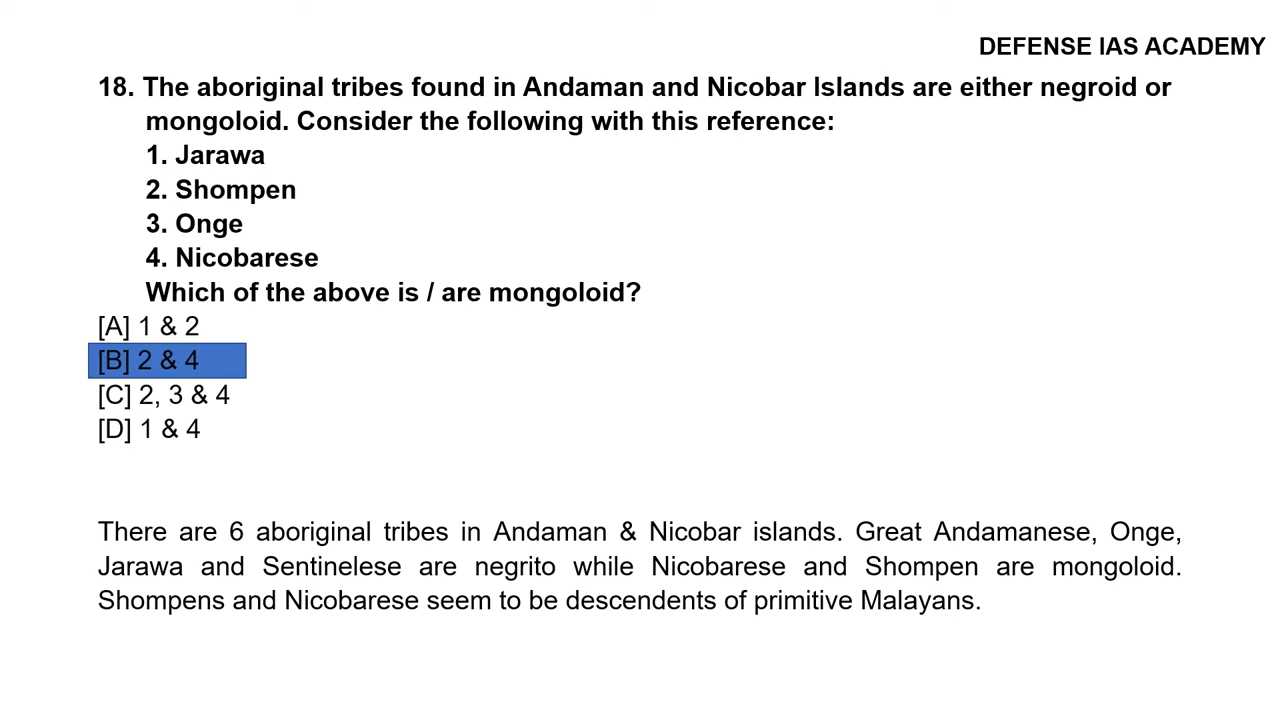 DEFENSE IAS ACADEMY
18. The aboriginal tribes found in Andaman and Nicobar Islands are either negroid or
mongoloid. Consider the following with this reference:
1. Jarawa
2. Shompen
3. Onge
4. Nicobarese
Which of the above is / are mongoloid?
[A] 1 & 2
[B] 2 & 4
[C] 2, 3 & 4
[D] 1 & 4
There are 6 aboriginal tribes in Andaman & Nicobar islands. Great Andamanese, Onge,
Jarawa and Sentinelese are negrito while Nicobarese and Shompen are mongoloid.
Shompens and Nicobarese seem to be descendents of primitive Malayans.